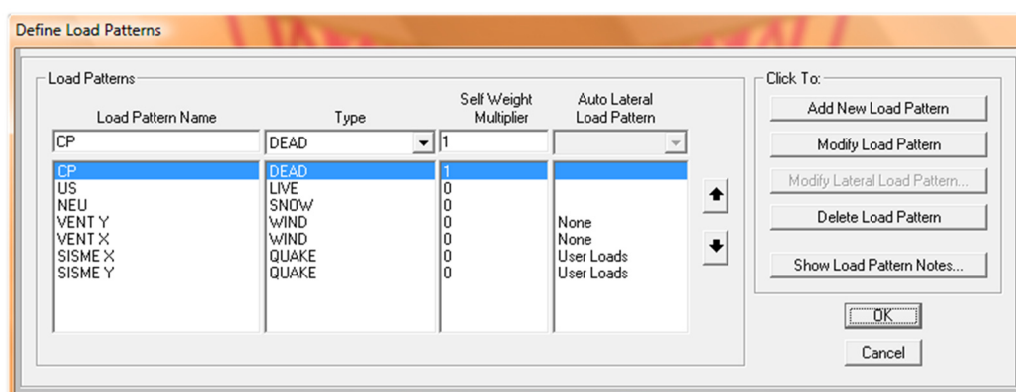 Define Load Patterns
Load Patterns
Click To:
Load Pattern Name Type Self Weight Multiplier Auto Lateral Load Pattern
CP DEAD 1
CP DEAD 1
US LIVE 0
NEU SNOW 0
VENT Y WIND 0 None
VENT X WIND 0 None
SISME X QUAKE 0 User Loads
SISME Y QUAKE 0 User Loads
Add New Load Pattern
Modify Load Pattern
Modify Lateral Load Pattern...
Delete Load Pattern
Show Load Pattern Notes...
OK
Cancel